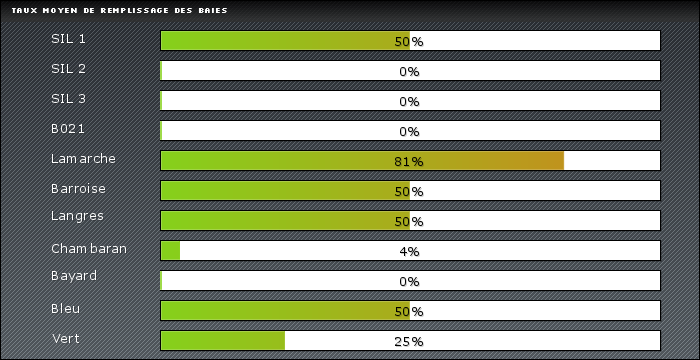 TAUX MOYEN DE REMPLISSAGE DES BAIES
SIL 1 50%
SIL 2 0%
SIL 3 0%
B021 0%
Lamarche 81%
Barroise 50%
Langres 50%
Chambaran 4%
Bayard 0%
Bleu 50%
Vert 25%